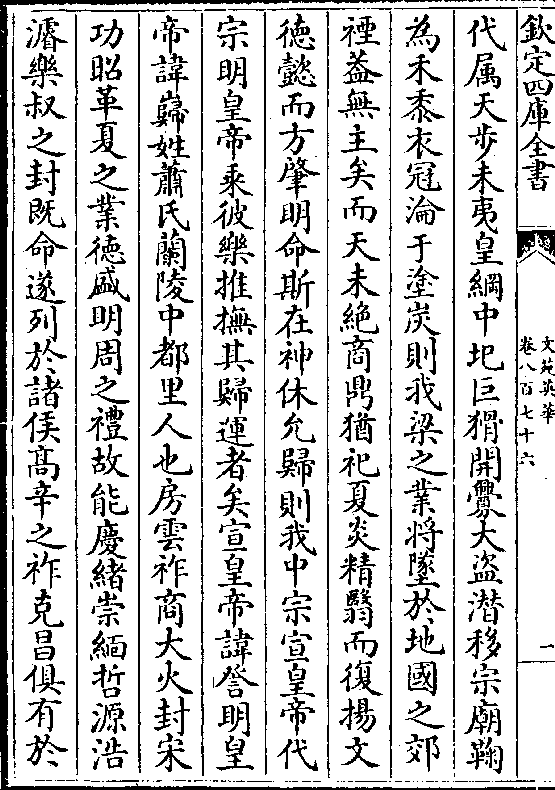 欽定四庫全書
文苑英華
卷八百七十六
一
代属天步未夷皇綱中圮巨猾開釁大盜潛移宗廟鞠
為禾黍衣冠淪于塗炭則我梁之業將墜於地國之郊
禋葢無主矣而天未絶商鼎猶祀夏炎精翳而復揚文
德懿而方肇明命斯在神休允歸則我中宗宣皇帝代
宗明皇帝乘彼樂推撫其歸運者矣宣皇帝諱詧明皇
帝諱巋姓蕭氏蘭陵中都里人也房雲祚商大火封宋
功昭革夏之業德盛明周之禮故能慶緒崇緬哲源浩
濬樂叔之封既命遂列於諸侯高辛之祚克昌俱有於